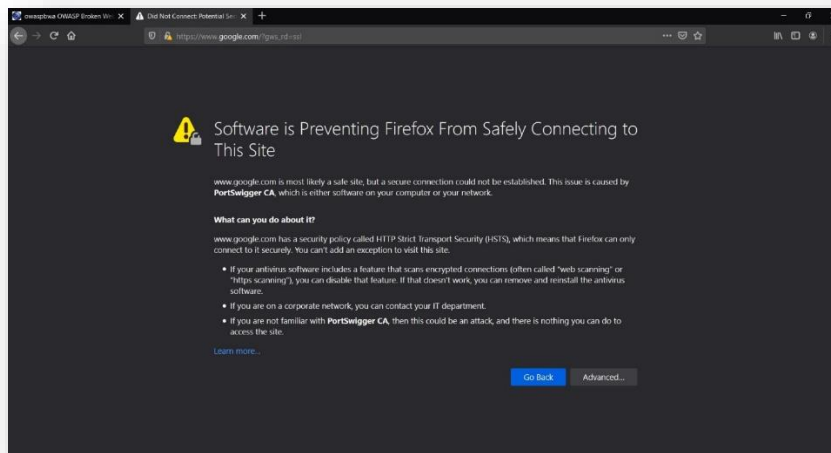 owaspbwa OWASP Broken We
Did Not Connect: Potential Sec
https://www.google.com/?gws_rd=ssl
Software is Preventing Firefox From Safely Connecting to
This Site
www.google.com is most likely a safe site, but a secure connection could not be established. This issue is caused by
PortSwigger CA, which is either software on your computer or your network.
What can you do about it?
www.google.com has a security policy called HTTP Strict Transport Security (HSTS), which means that Firefox can only
connect to it securely. You can't add an exception to visit this site.
• If your antivirus software includes a feature that scans encrypted connections (often called "web scanning" or
"https scanning"), you can disable that feature. If that doesn't work, you can remove and reinstall the antivirus
software.
• If you are on a corporate network, you can contact your IT department.
• If you are not familiar with PortSwigger CA, then this could be an attack, and there is nothing you can do to
access the site.
Learn more...
Go Back
Advanced...